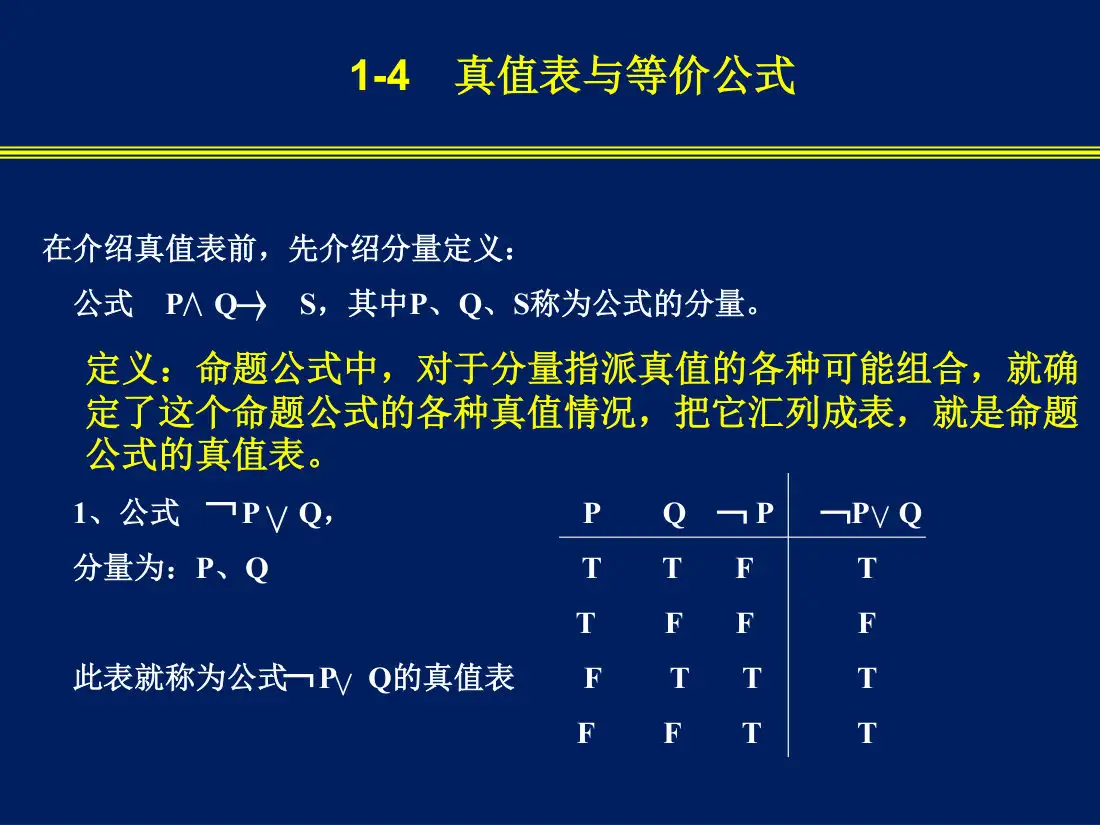 1-4 真值表与等价公式
在介绍真值表前，先介绍分量定义：
公式 P∧Q→ S，其中P、Q、S称为公式的分量。
定义：命题公式中，对于分量指派真值的各种可能组合，就确
定了这个命题公式的各种真值情况，把它汇列成表，就是命题
公式的真值表。
1、公式 ¬P∨Q，
分量为：P、Q
此表就称为公式¬P∨Q的真值表
P Q ¬P ¬P∨Q
T T F T
T F F F
F T T T
F F T T